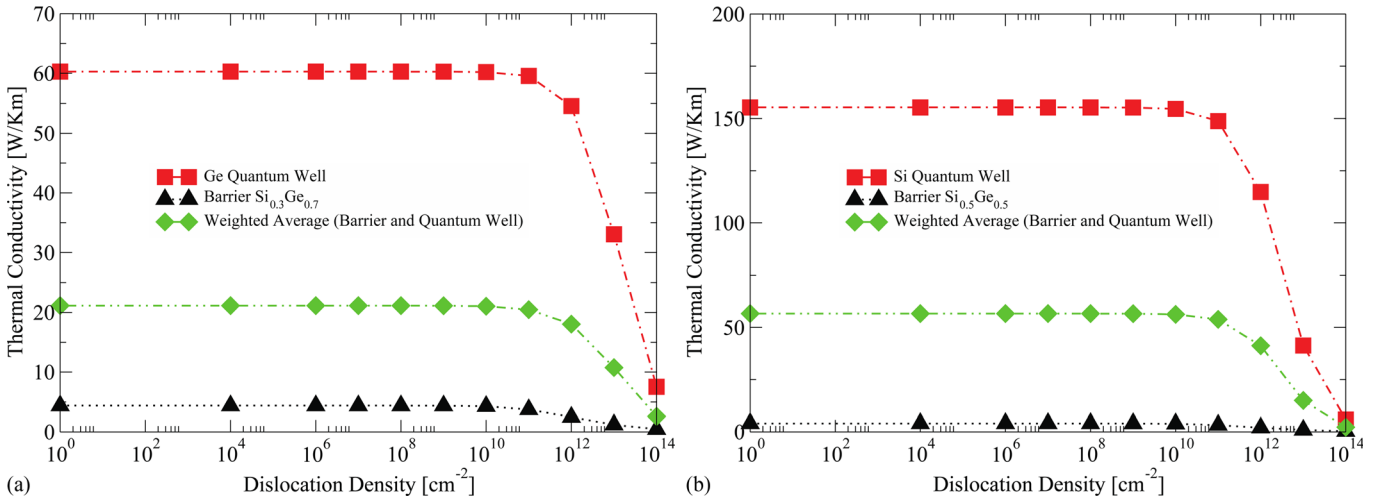 70
60
50
40
30
20
10
0
Thermal Conductivity [W/Km]
Ge Quantum Well
Barrier Si0.3Ge0.7
Weighted Average (Barrier and Quantum Well)
10^0 10^2 10^4 10^6 10^8 10^10 10^12 10^14
Dislocation Density [cm^-2]
(a)
200
150
100
50
0
Thermal Conductivity [W/Km]
Si Quantum Well
Barrier Si0.5Ge0.5
Weighted Average (Barrier and Quantum Well)
10^0 10^2 10^4 10^6 10^8 10^10 10^12 10^14
Dislocation Density [cm^-2]
(b)